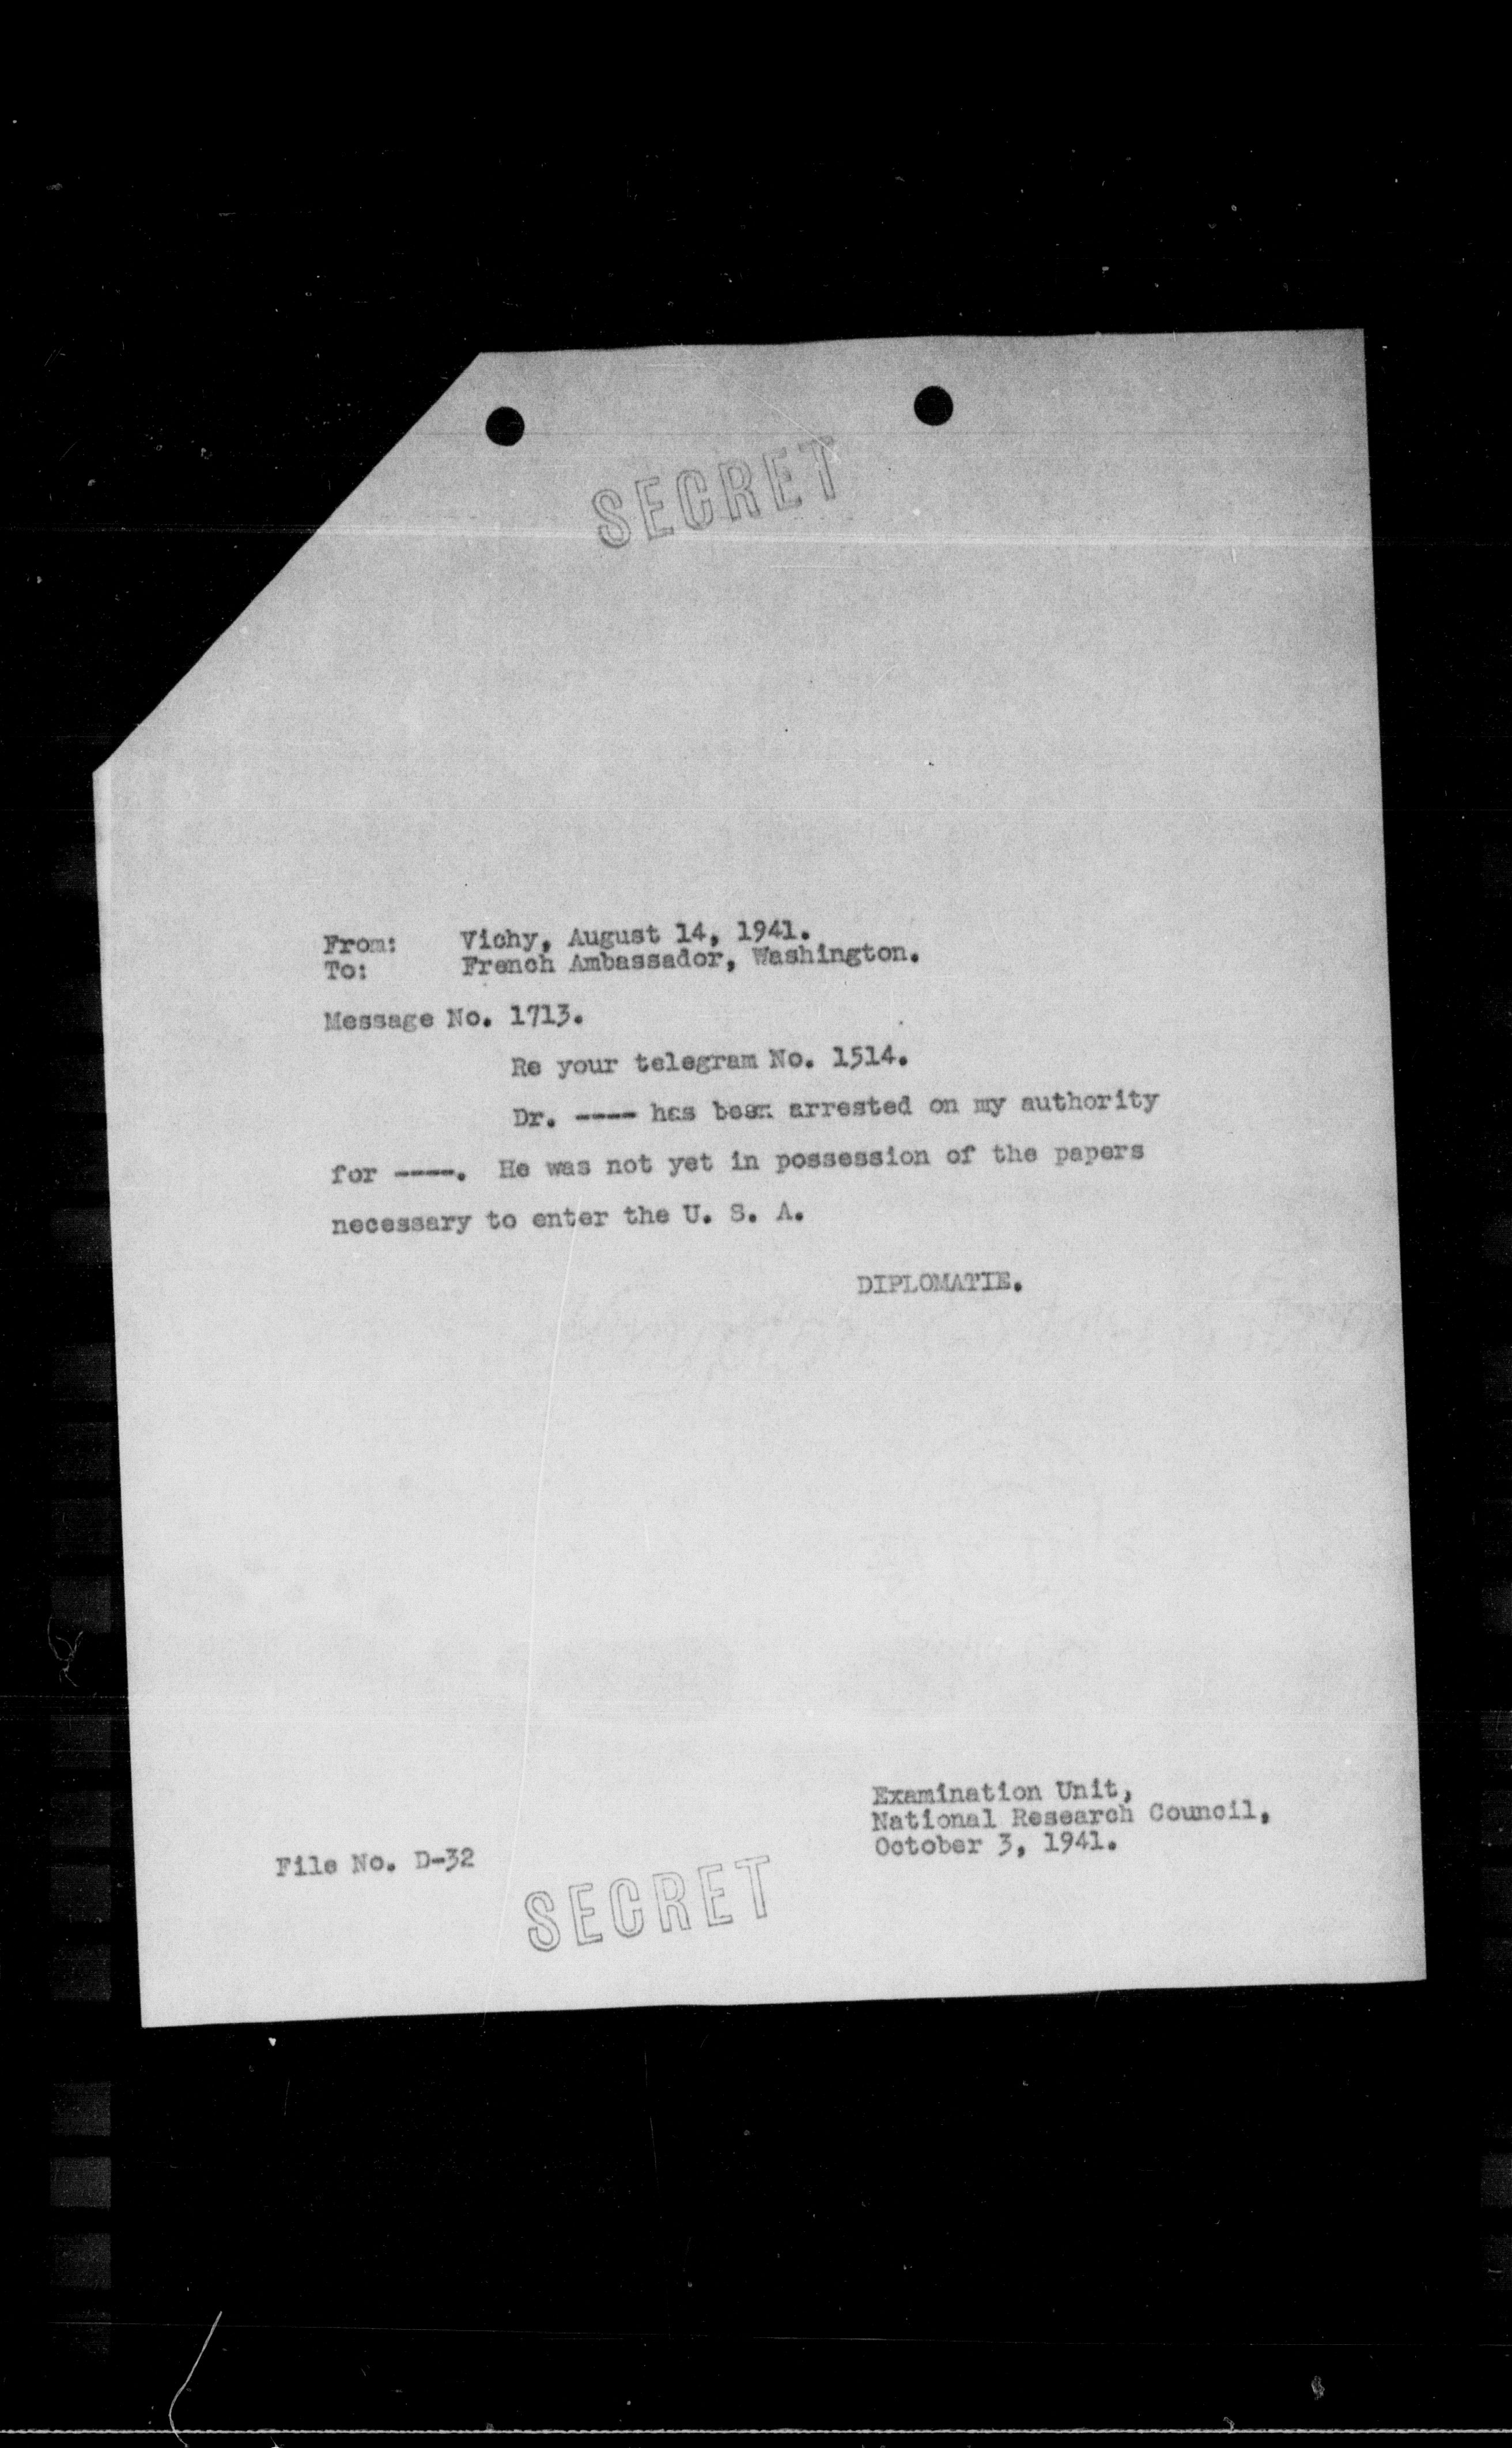 SECRET
From: Vichy, August 14, 1941.
To: French Ambassador, Washington.
Message No. 1713.
Re your telegram No. 1514.
Dr. ---- has been arrested on my authority
for ----. He was not yet in possession of the papers
necessary to enter the U. S. A.
DIPLOMATIE.
Examination Unit,
National Research Council,
October 3, 1941.
File No. D-32
SECRET